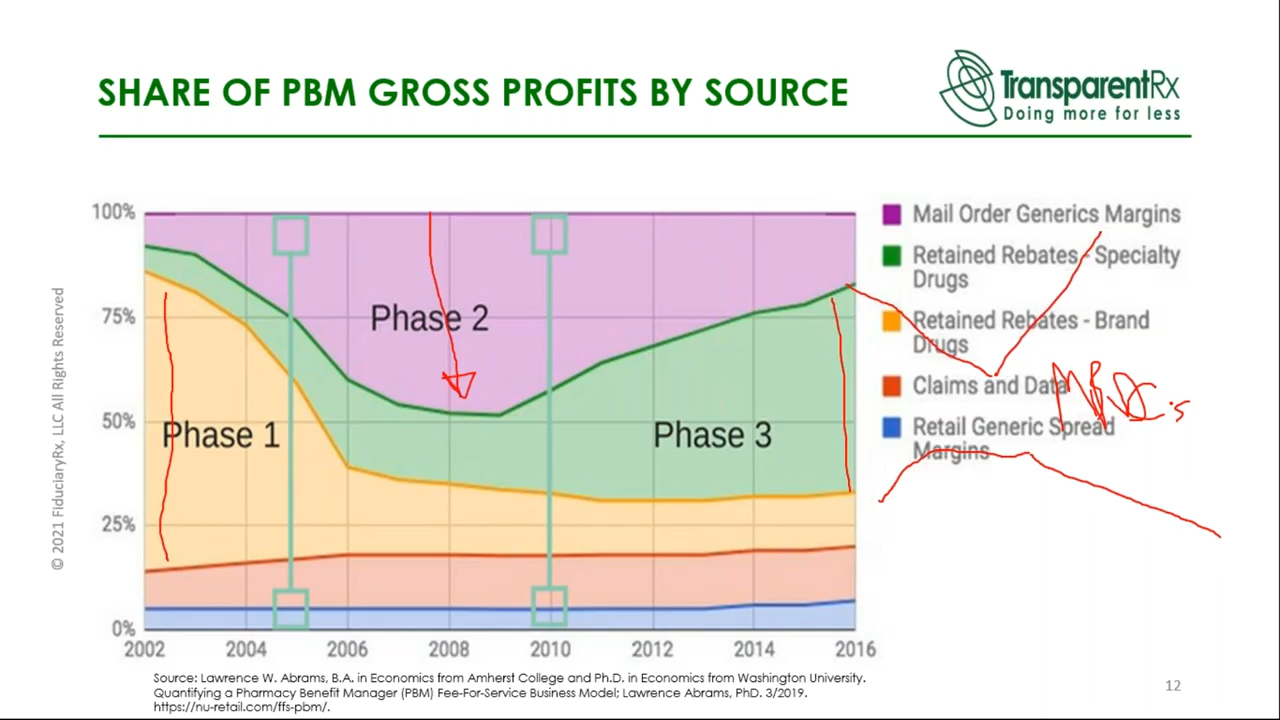 SHARE OF PBM GROSS PROFITS BY SOURCE
TransparentRx
Doing more for less
© 2021 FiduciaryRx, LLC All Rights Reserved
100%
75%
50%
25%
0%
Phase 1
Phase 2
Phase 3
2002 2004 2006 2008 2010 2012 2014 2016
Mail Order Generics Margins
Retained Rebates - Specialty
Drugs
Retained Rebates - Brand
Drugs
Claims and Data
Retail Generic Spread
Margins
Source: Lawrence W. Abrams, B.A. in Economics from Amherst College and Ph.D. in Economics from Washington University.
Quantifying a Pharmacy Benefit Manager (PBM) Fee-For-Service Business Model; Lawrence Abrams, PhD. 3/2019.
https://nu-retail.com/ffs-pbm/.
12